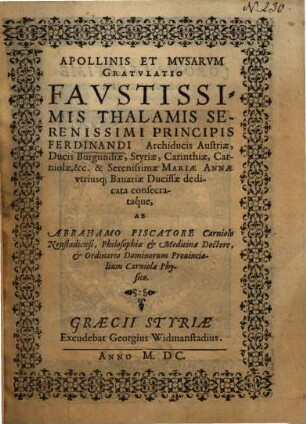 N.º 230
APOLLINIS ET MVSARVM
GRATVLATIO
FAVSTISSI-
MIS THALAMIS SE-
RENISSIMI PRINCIPIS
FERDINANDI Archiducis Austriæ,
Ducis Burgundiæ, Styriæ, Carinthiæ, Car-
niolæ, &c. & Serenissimæ MARIÆ ANNÆ
vtriusq; Bauariæ Ducissæ dedi-
cata consecra-
taque,
AB
ABRAHAMO PISCATORE Carniolo
Neostadiensi, Philosophiæ & Medicinæ Doctore,
& Ordinario Dominorum Prouincia-
lium Carniolæ Phy-
sico.
GRÆCII STYRIÆ
Excudebat Georgius Widmanstadius.
ANNO M. DC.